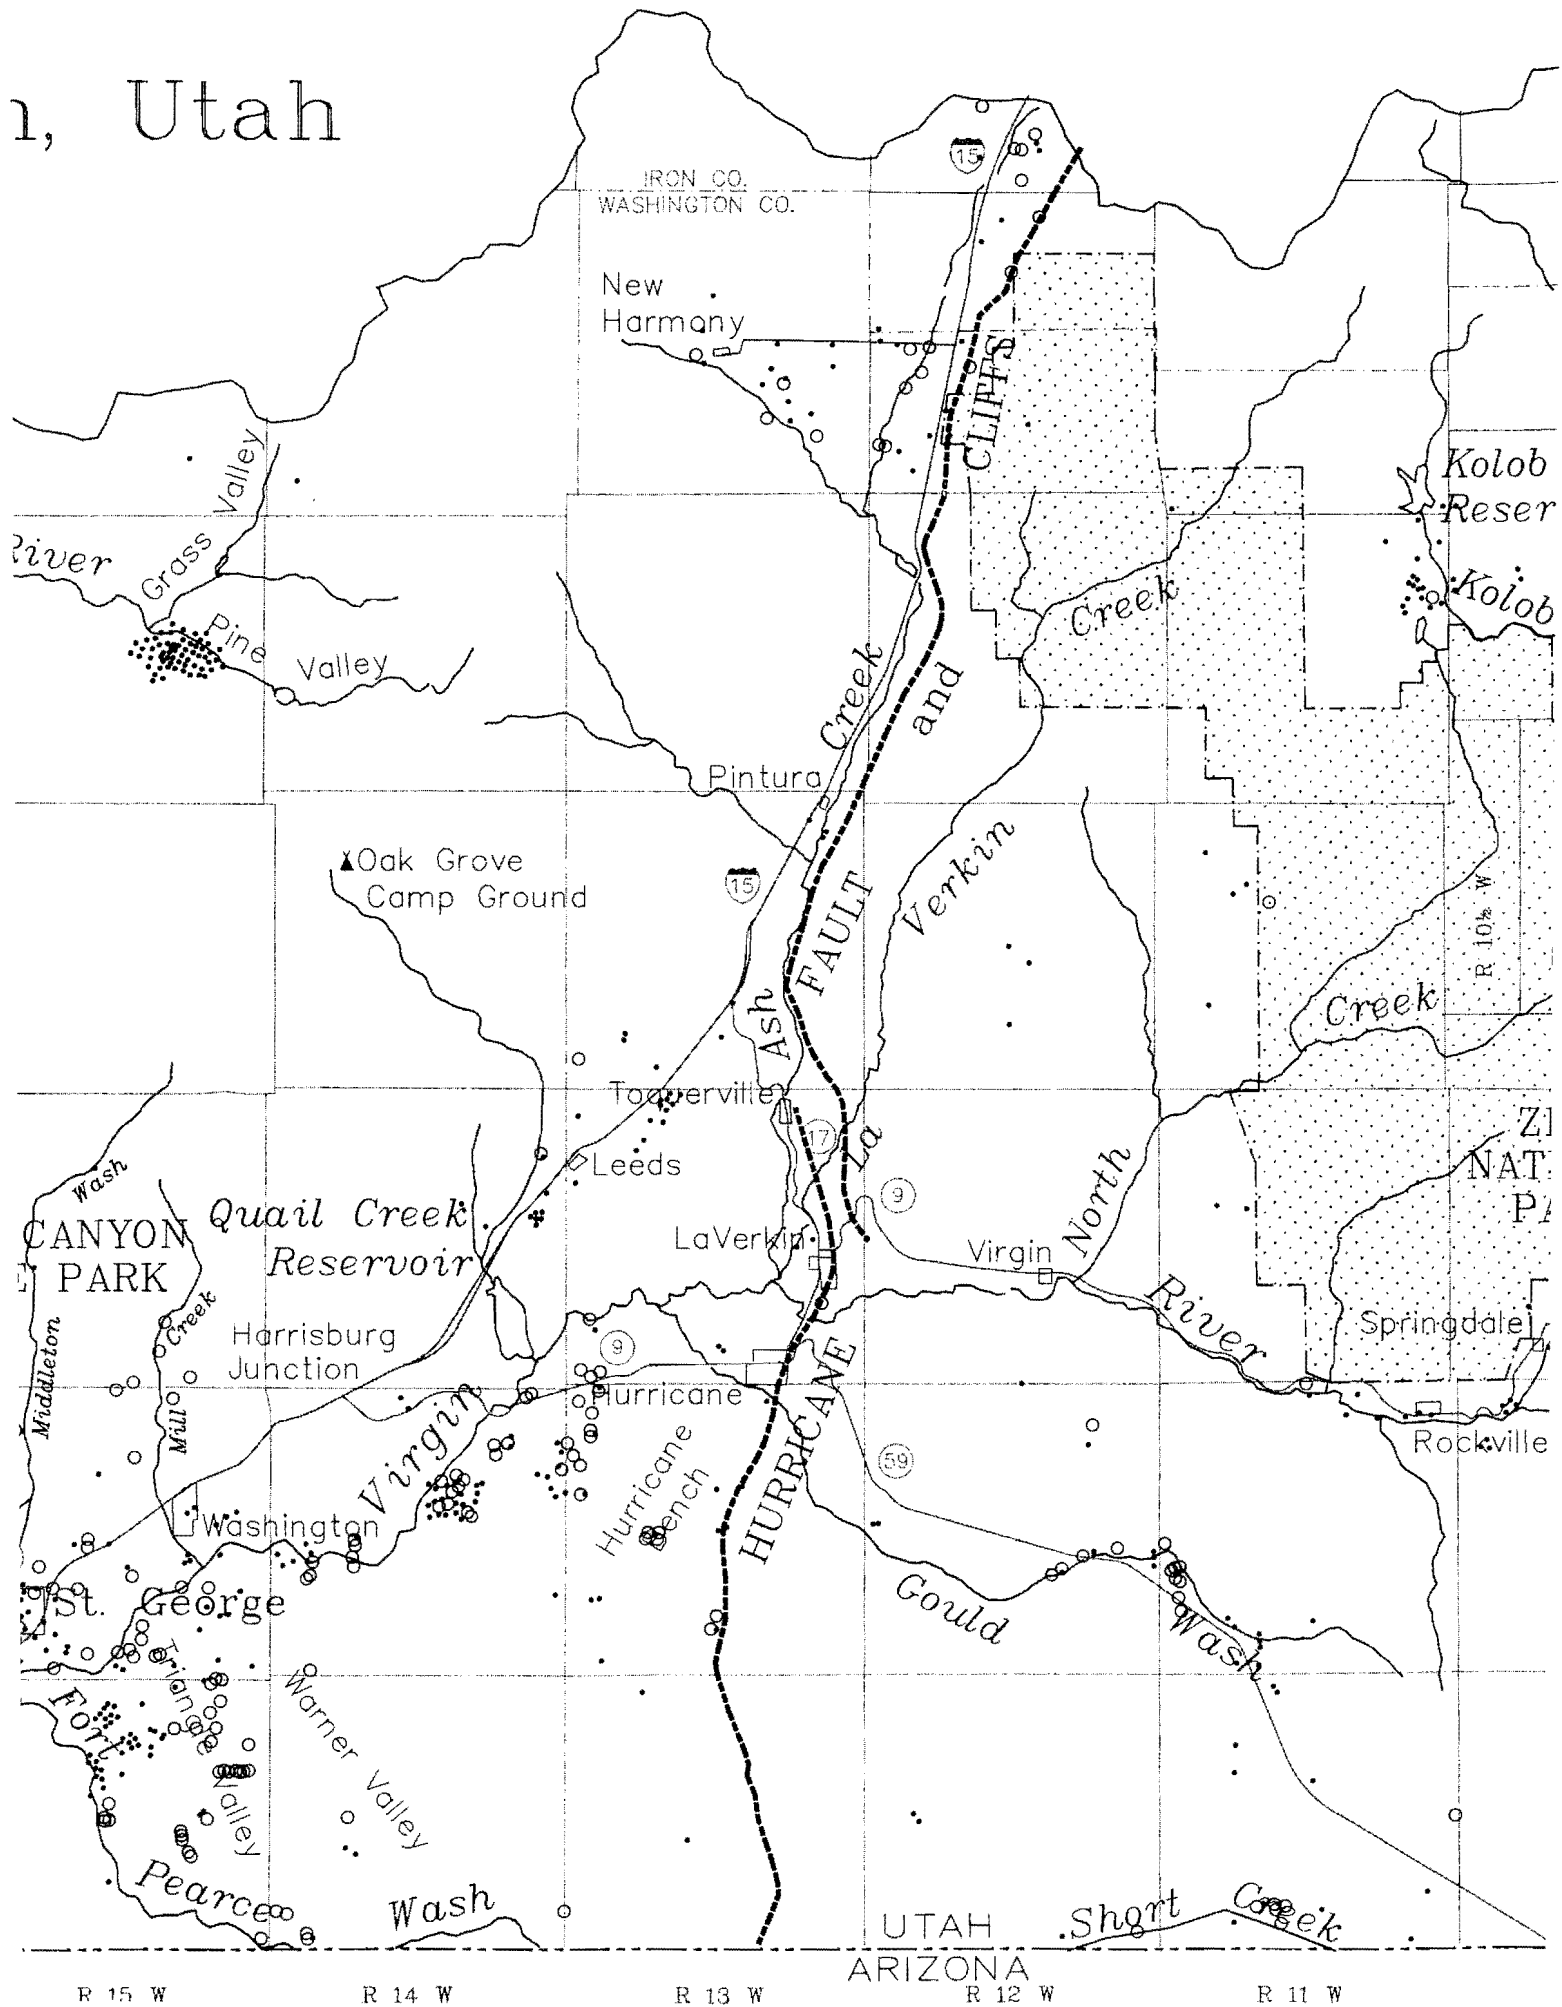 n, Utah
15
IRON CO.
WASHINGTON CO.
New
Harmony
CLIFFS
Kolob
Reser
Valley
Grass
River
Kolob
Creek
Pine
Valley
Creek
and
Pintura
Verkin
Oak Grove
Camp Ground
15
FAULT
R 10½ W
Ash
Creek
Toquerville
17
La
Wash
Leeds
9
North
NAT
CANYON
PARK
Quail Creek
Reservoir
LaVerkin
Virgin
River
Creek
Middleton
Harrisburg
Junction
9
Springdale
Mill
Virgin
Hurricane
HURRICANE
Rockville
59
Hurricane
Bench
Washington
St. George
Gould
Wash
Triangle
Valley
Warner Valley
Fort
Pearce
Wash
Short
Creek
UTAH
ARIZONA
R 15 W
R 14 W
R 13 W
R 12 W
R 11 W